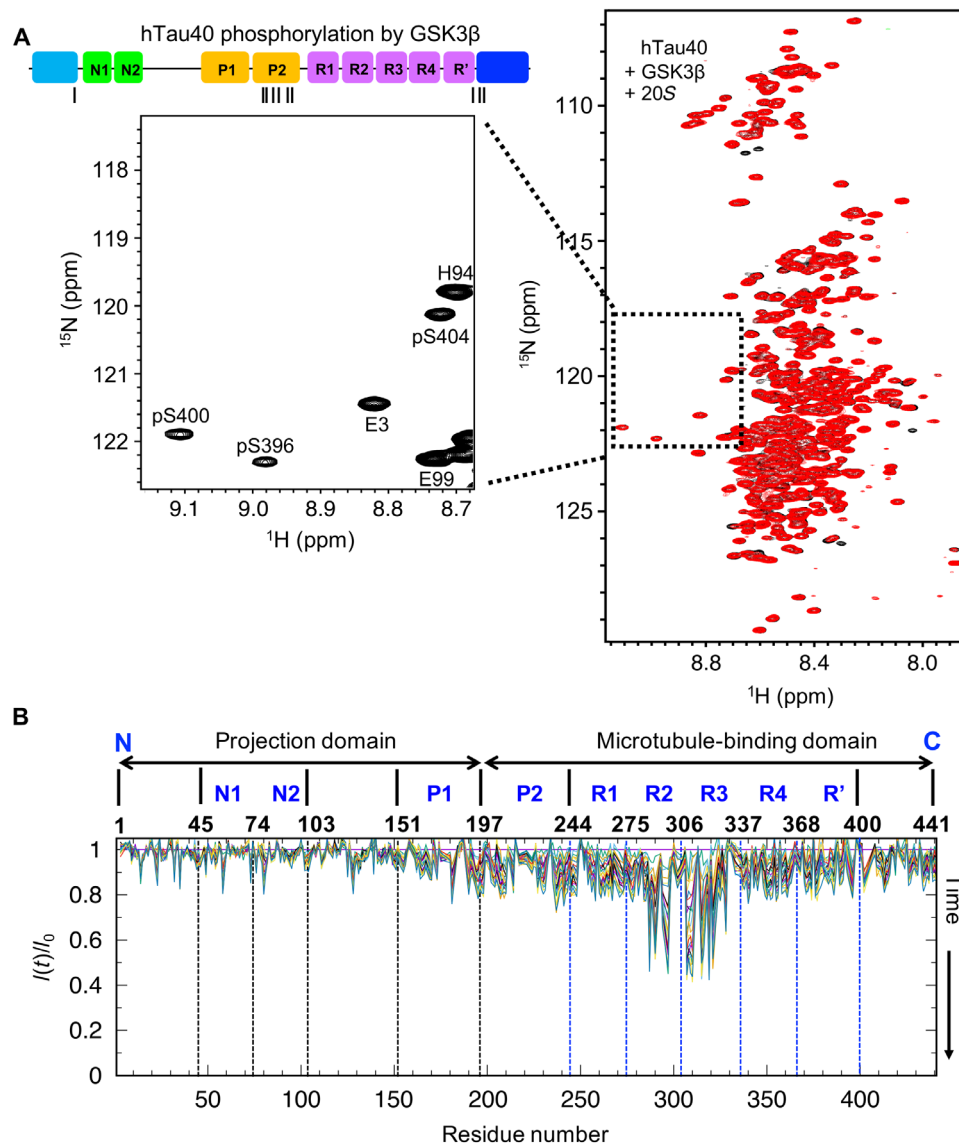 A
hTau40 phosphorylation by GSK3β
N1 N2 P1 P2 R1 R2 R3 R4 R'
118
119
120
121
122
¹⁵N (ppm)
H94
pS404
pS400
E3
pS396
E99
9.1 9.0 8.9 8.8 8.7
¹H (ppm)
hTau40
+ GSK3β
+ 20S
110
115
120
125
¹⁵N (ppm)
8.8 8.4 8.0
¹H (ppm)
B
N Projection domain Microtubule-binding domain C
N1 N2 P1 P2 R1 R2 R3 R4 R'
1 45 74 103 151 197 244 275 306 337 368 400 441
1
0.8
0.6
0.4
0.2
0
I(t)/I₀
Time
50 100 150 200 250 300 350 400
Residue number